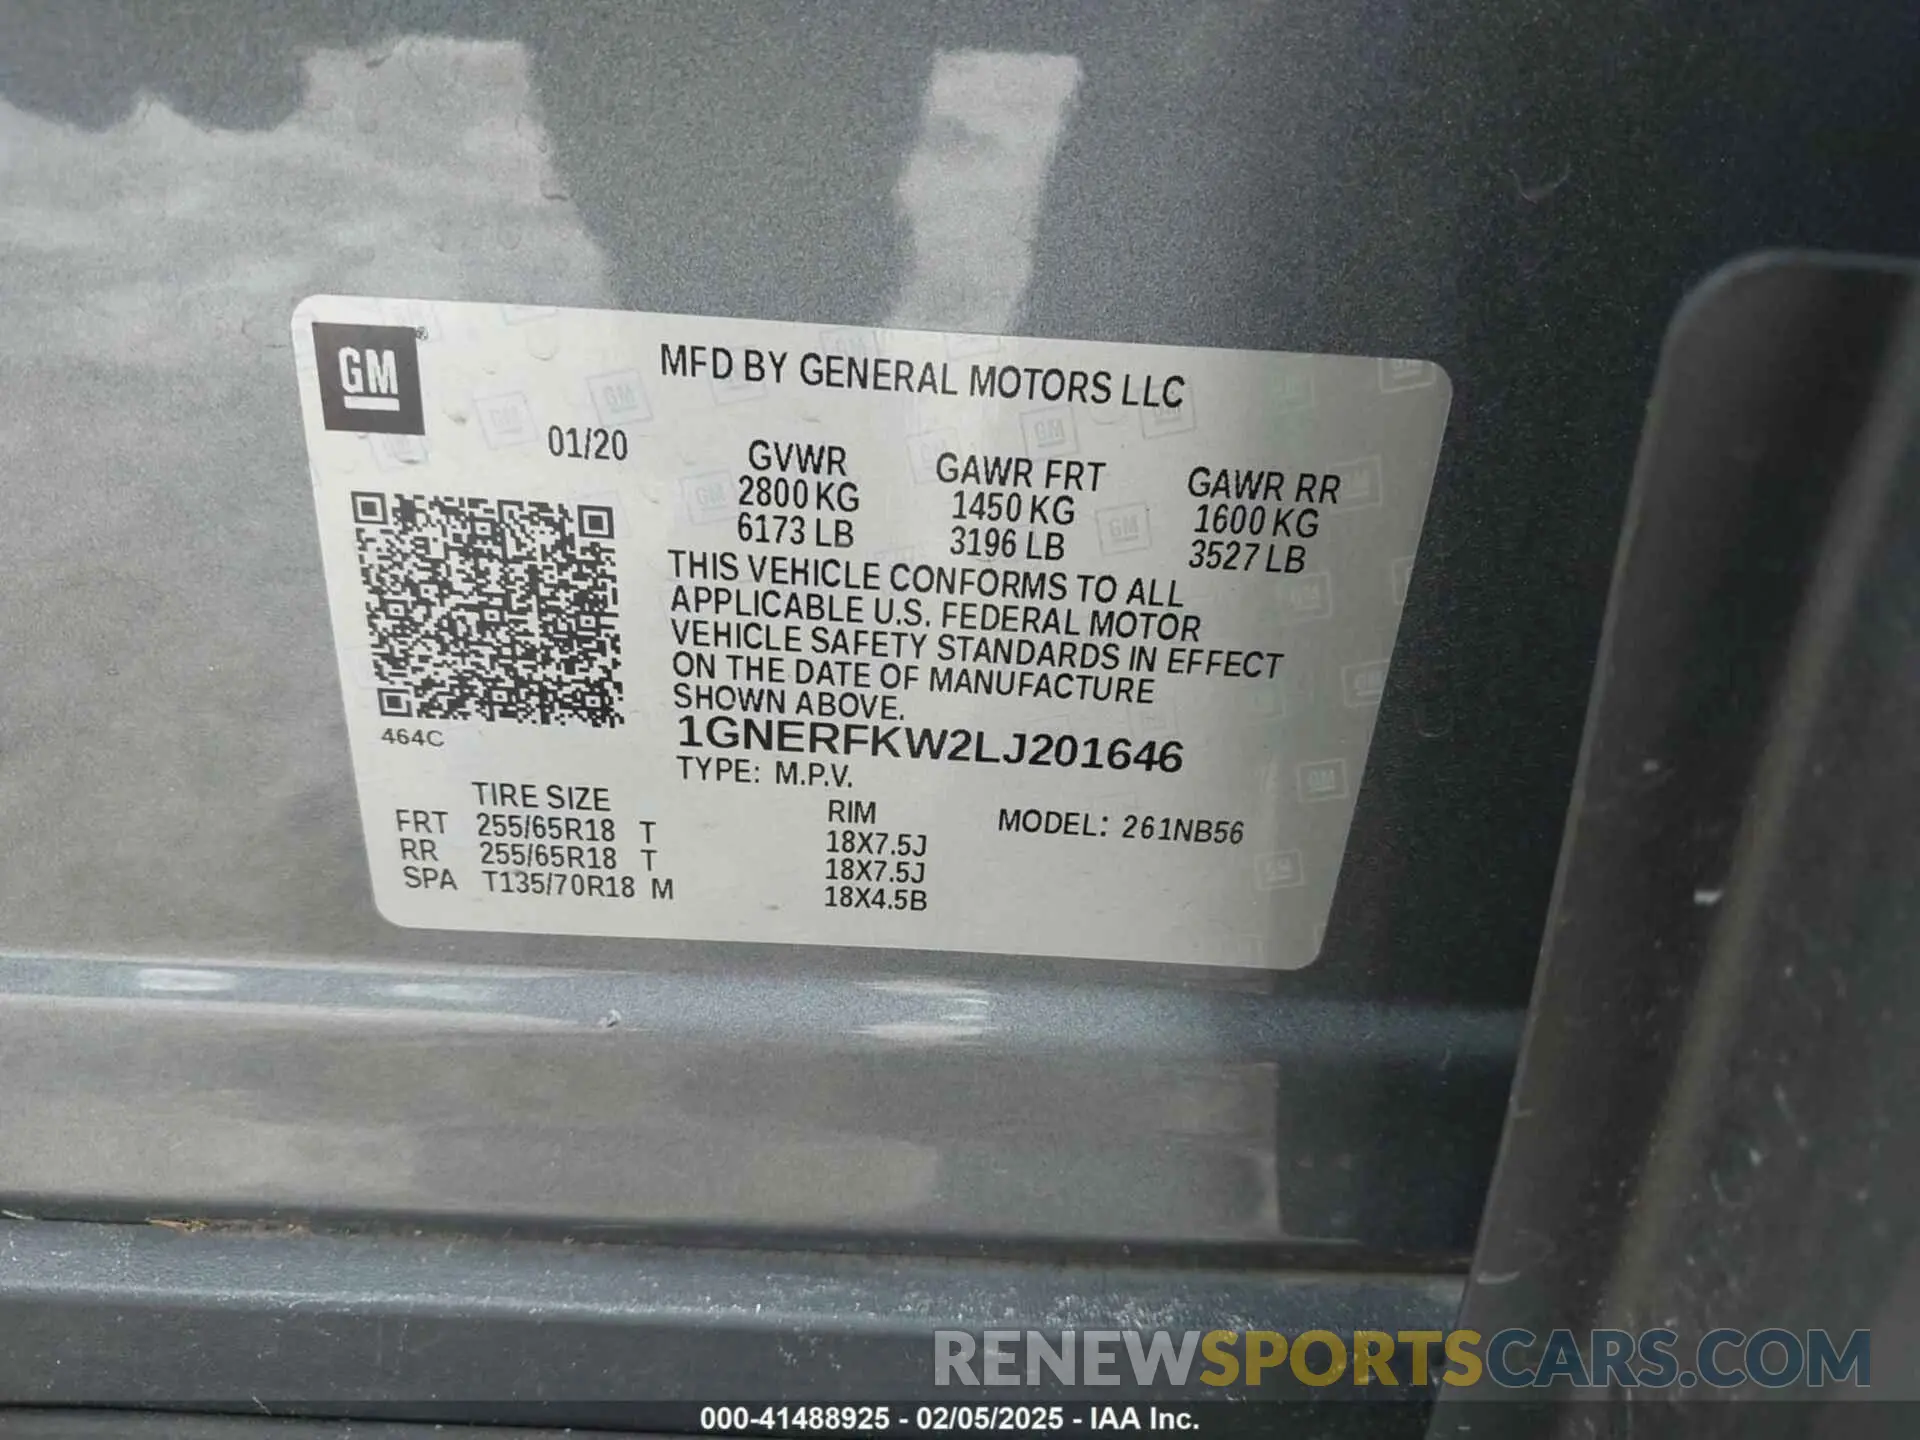 GM ®
MFD BY GENERAL MOTORS LLC
01/20
GVWR GAWR FRT GAWR RR
2800 KG 1450 KG 1600 KG
6173 LB 3196 LB 3527 LB
THIS VEHICLE CONFORMS TO ALL
APPLICABLE U.S. FEDERAL MOTOR
VEHICLE SAFETY STANDARDS IN EFFECT
ON THE DATE OF MANUFACTURE
SHOWN ABOVE.
464C
1GNERFKW2LJ201646
TYPE: M.P.V.
TIRE SIZE RIM MODEL: 261NB56
FRT 255/65R18 T 18X7.5J
RR 255/65R18 T 18X7.5J
SPA T135/70R18 M 18X4.5B
RENEWSPORTSCARS.COM
000-41488925 - 02/05/2025 - IAA Inc.